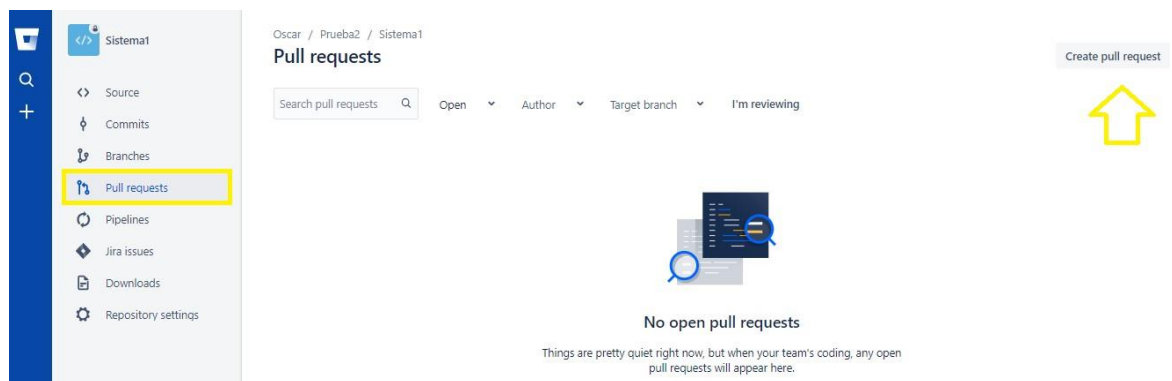 Sistema1
Source
Commits
Branches
Pull requests
Pipelines
Jira issues
Downloads
Repository settings
Oscar / Prueba2 / Sistema1
Pull requests
Create pull request
Search pull requests Open Author Target branch I'm reviewing
No open pull requests
Things are pretty quiet right now, but when your team's coding, any open
pull requests will appear here.